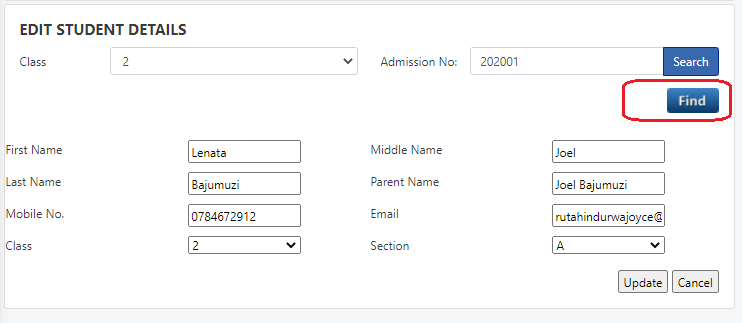 EDIT STUDENT DETAILS
Class 2 Admission No: 202001 Search
Find
First Name Lenata Middle Name Joel
Last Name Bajumuzi Parent Name Joel Bajumuzi
Mobile No. 0784672912 Email rutahindurwajoyce@
Class 2 Section A
Update Cancel